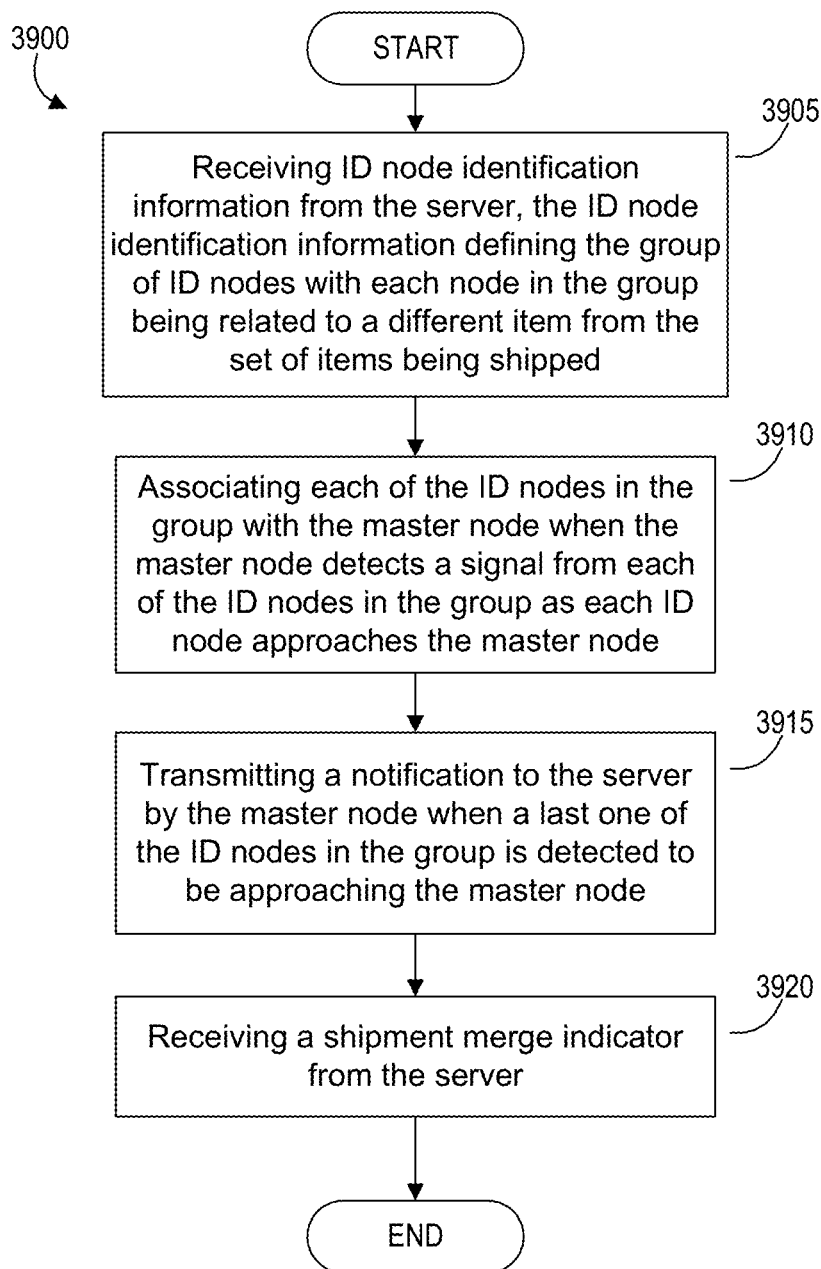 3900
START
3905
Receiving ID node identification
information from the server, the ID node
identification information defining the group
of ID nodes with each node in the group
being related to a different item from the
set of items being shipped
3910
Associating each of the ID nodes in the
group with the master node when the
master node detects a signal from each
of the ID nodes in the group as each ID
node approaches the master node
3915
Transmitting a notification to the server
by the master node when a last one of
the ID nodes in the group is detected to
be approaching the master node
3920
Receiving a shipment merge indicator
from the server
END